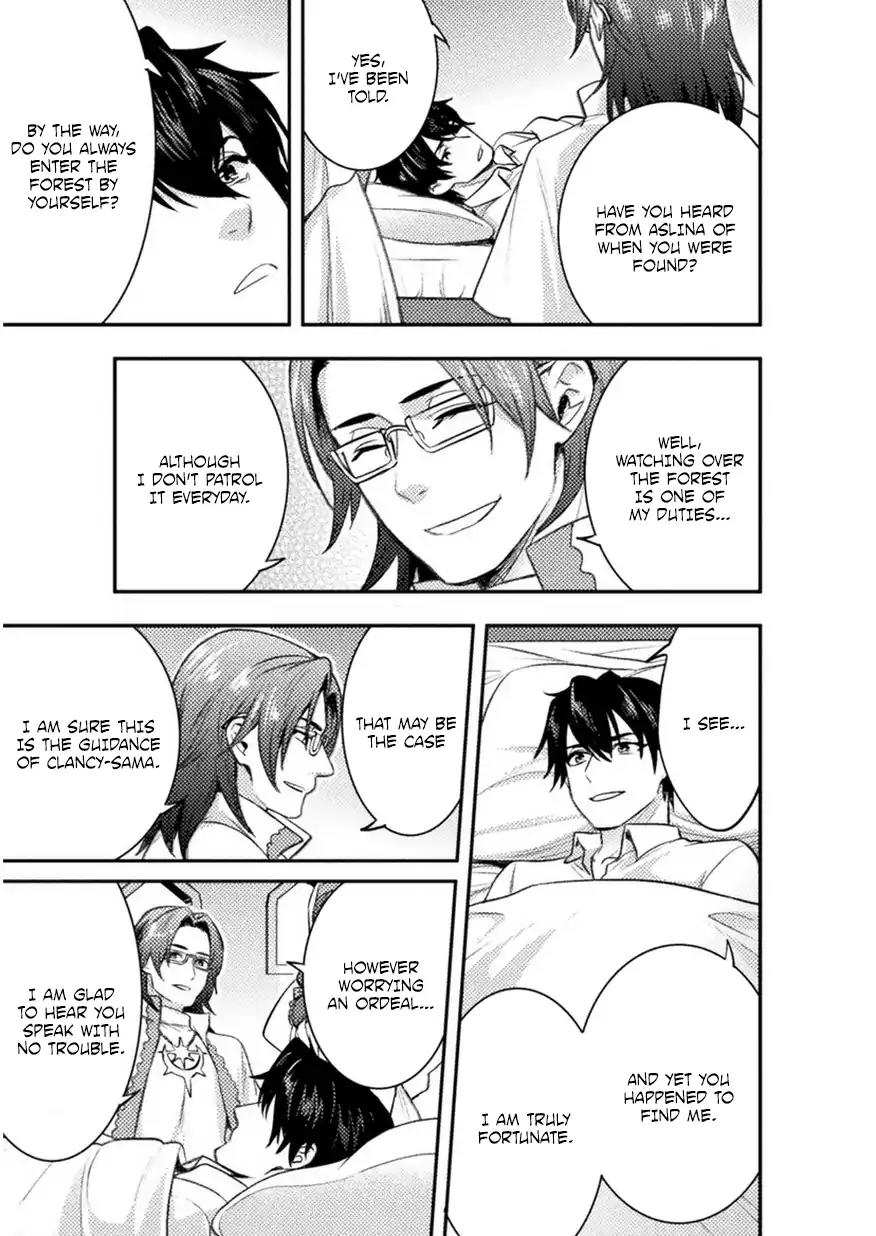 HAVE YOU HEARD
FROM ASLINA OF
WHEN YOU WERE
FOUND?
YES,
I'VE BEEN
TOLD.
BY THE WAY,
DO YOU ALWAYS
ENTER THE
FOREST BY
YOURSELF?
WELL,
WATCHING OVER
THE FOREST
IS ONE OF
MY DUTIES...
ALTHOUGH
I DON'T PATROL
IT EVERYDAY.
I SEE...
AND YET YOU
HAPPENED TO
FIND ME.
I AM TRULY
FORTUNATE.
THAT MAY BE
THE CASE
I AM SURE THIS
IS THE GUIDANCE
OF CLANCY-SAMA.
HOWEVER
WORRYING
AN ORDEAL...
I AM GLAD
TO HEAR YOU
SPEAK WITH
NO TROUBLE.